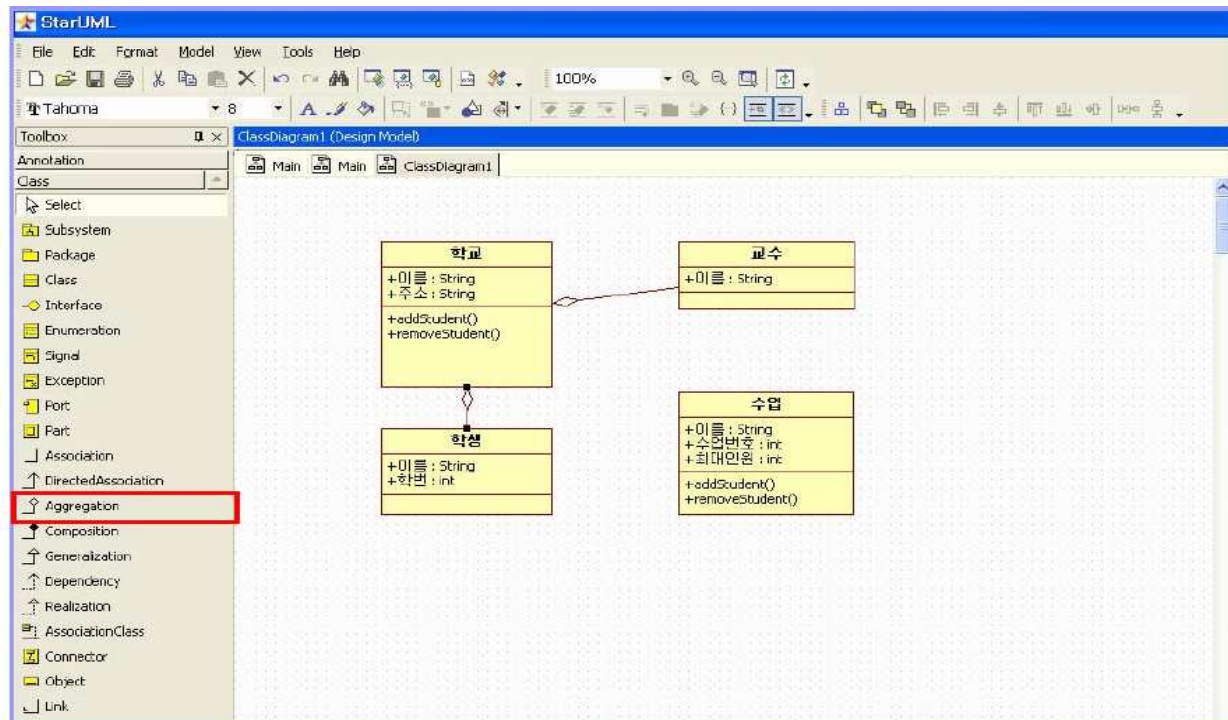 StarUML
File Edit Format Model View Tools Help
100%
Tahoma 8
Toolbox
ClassDiagram1 (Design Model)
Annotation
Class
Main Main ClassDiagram1
Select
Subsystem
Package
Class
Interface
Enumeration
Signal
Exception
Port
Part
Association
DirectedAssociation
Aggregation
Composition
Generalization
Dependency
Realization
AssociationClass
Connector
Object
Link
학교
+이름 : String
+주소 : String
+addStudent()
+removeStudent()
교수
+이름 : String
학생
+이름 : String
+학번 : int
수업
+이름 : String
+수업번호 : int
+최대인원 : int
+addStudent()
+removeStudent()